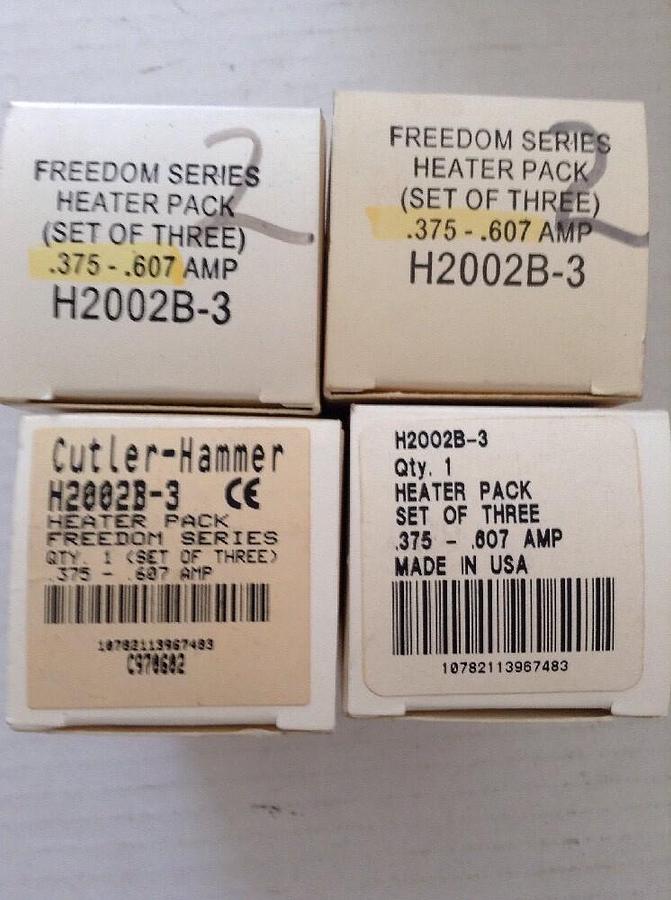 2
FREEDOM SERIES
HEATER PACK
(SET OF THREE)
.375 - .607 AMP
H2002B-3
2
FREEDOM SERIES
HEATER PACK
(SET OF THREE)
.375 - .607 AMP
H2002B-3
Cutler-Hammer
H2002B-3 CE
HEATER PACK
FREEDOM SERIES
QTY. 1 (SET OF THREE)
.375 - .607 AMP
10782113967483
C970602
H2002B-3
Qty. 1
HEATER PACK
SET OF THREE
.375 - .607 AMP
MADE IN USA
10782113967483